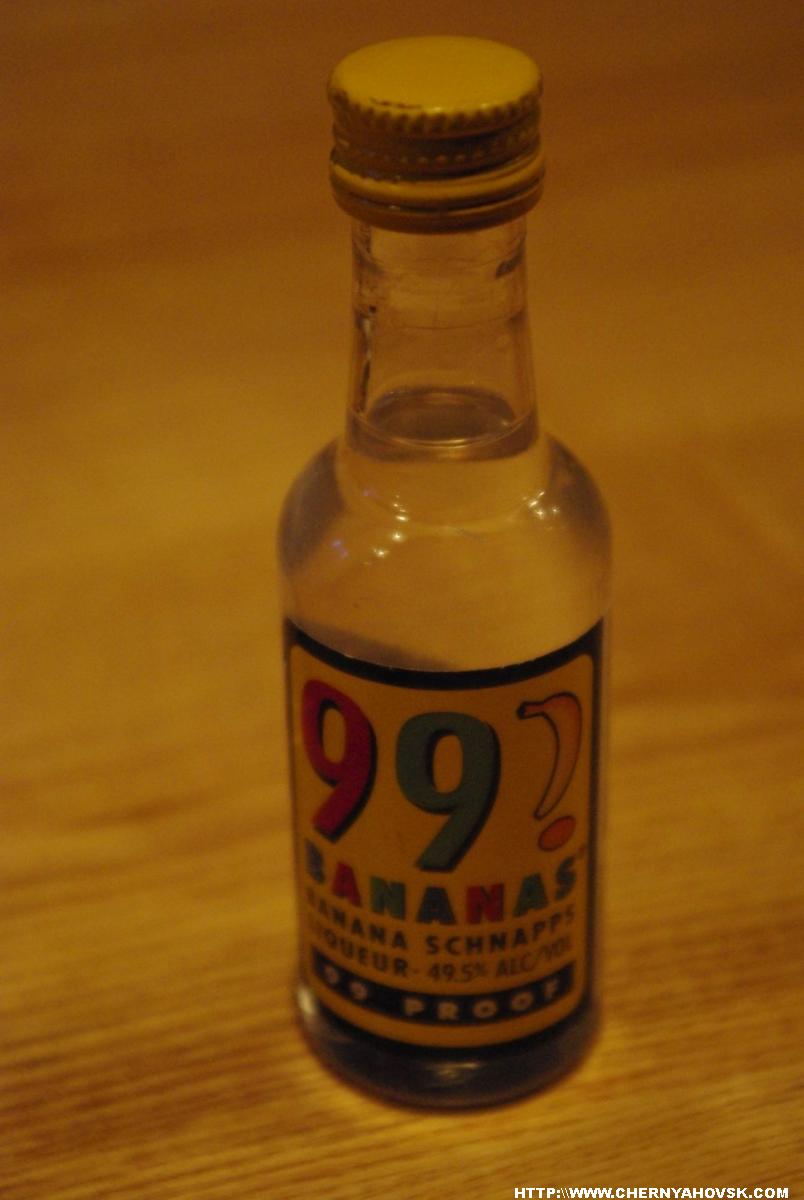 99
BANANAS
BANANA SCHNAPPS
LIQUEUR - 49.5% ALC/VOL
99 PROOF
HTTP:\\WWW.CHERNYAHOVSK.COM